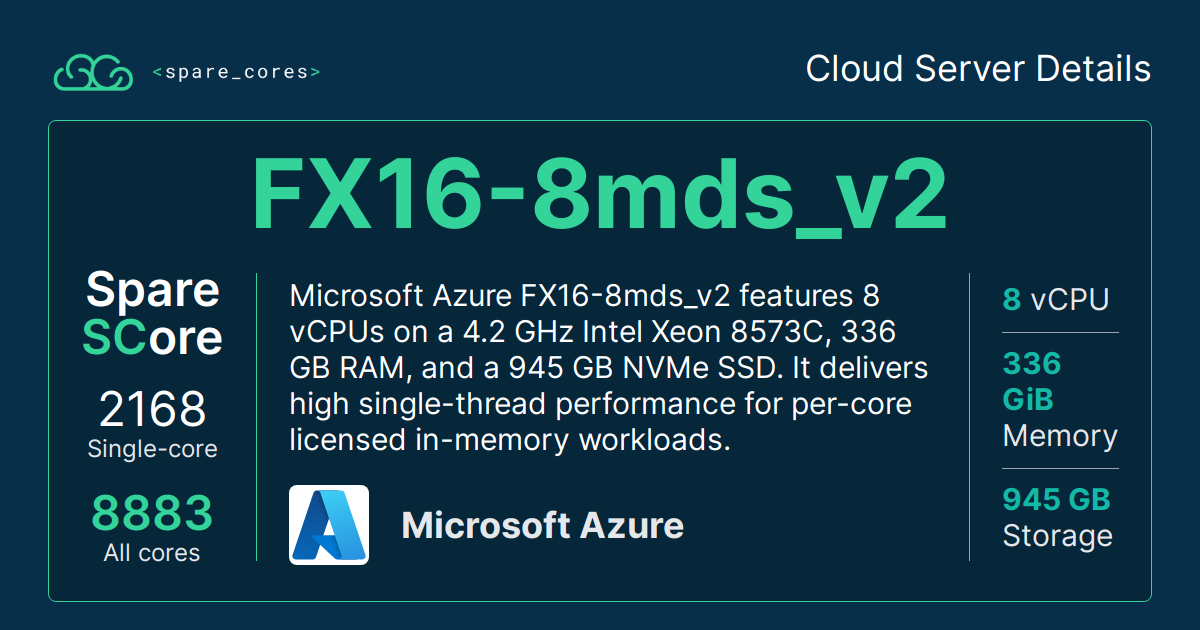 <spare_cores>
Cloud Server Details
FX16-8mds_v2
Spare
SCore
2168
Single-core
8883
All cores
Microsoft Azure FX16-8mds_v2 features 8
vCPUs on a 4.2 GHz Intel Xeon 8573C, 336
GB RAM, and a 945 GB NVMe SSD. It delivers
high single-thread performance for per-core
licensed in-memory workloads.
Microsoft Azure
8 vCPU
336
GiB
Memory
945 GB
Storage